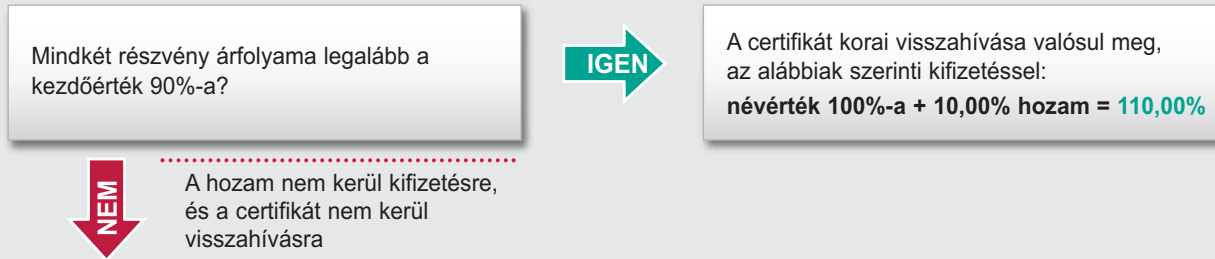 Mindkét részvény árfolyama legalább a
kezdőérték 90%-a?
IGEN
A certifikát korai visszahívása valósul meg,
az alábbiak szerinti kifizetéssel:
névérték 100%-a + 10,00% hozam = 110,00%
NEM
A hozam nem kerül kifizetésre,
és a certifikát nem kerül
visszahívásra